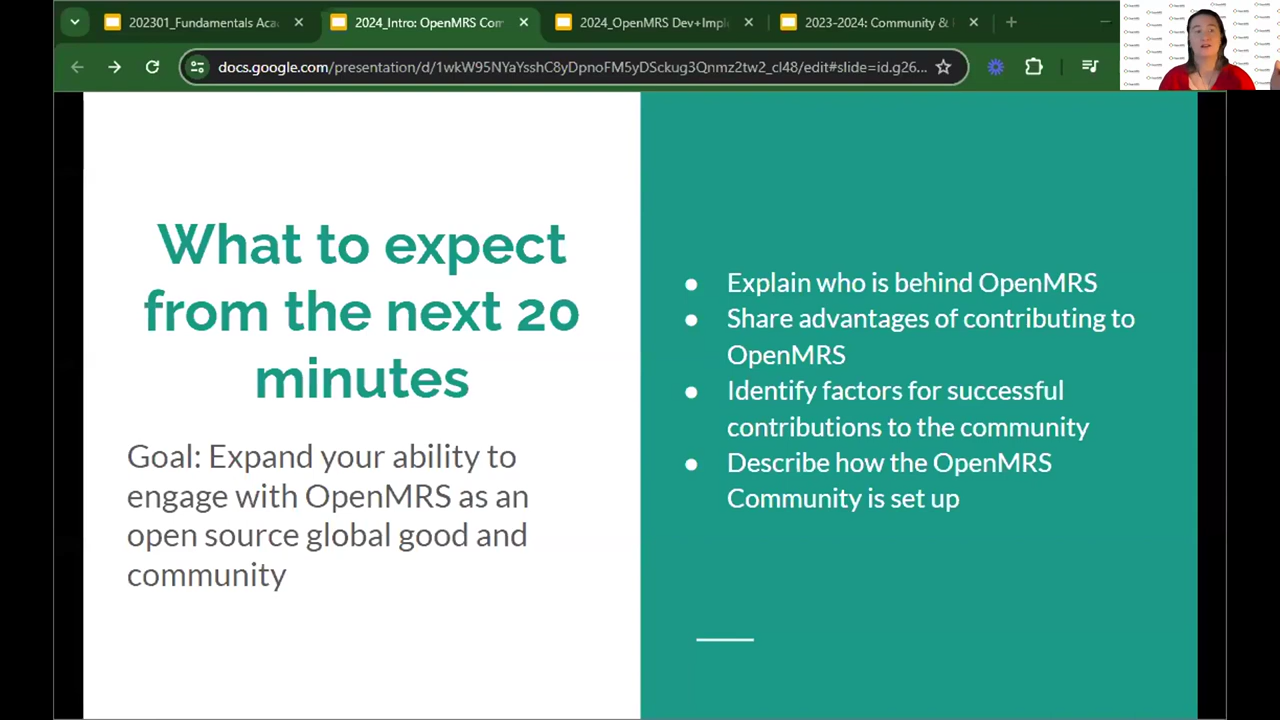 202301_Fundamentals Aca
2024_Intro: OpenMRS Com
2024_OpenMRS Dev+Imp
2023-2024: Community &
docs.google.com/presentation/d/1wkW95NYa1VnC8rDpnoFM5yDSckug3Qnmz2tw2_cl48/edit#slide=id.g26...
What to expect
from the next 20
minutes
Goal: Expand your ability to
engage with OpenMRS as an
open source global good and
community
• Explain who is behind OpenMRS
• Share advantages of contributing to
OpenMRS
• Identify factors for successful
contributions to the community
• Describe how the OpenMRS
Community is set up